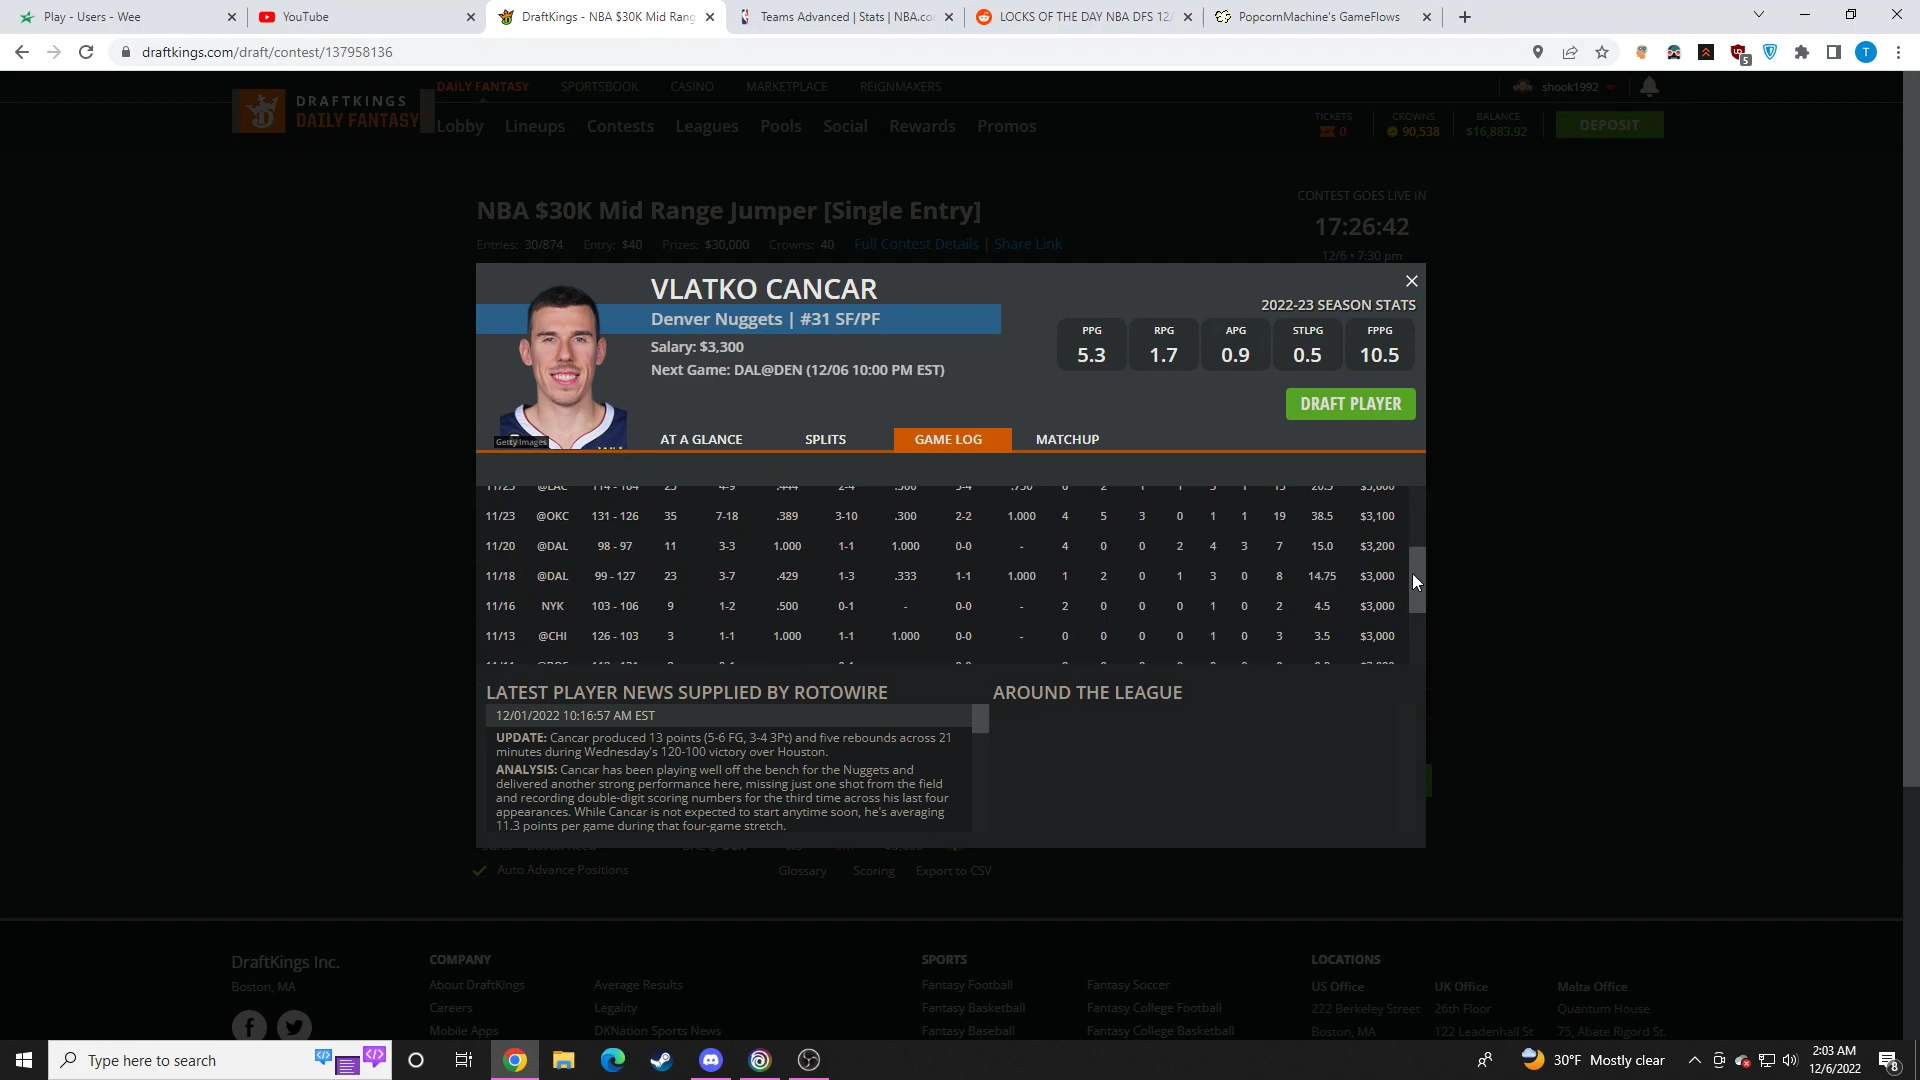 Play - Users - Wee
YouTube
DraftKings - NBA $30K Mid Rang
Teams Advanced | Stats | NBA.co
LOCKS OF THE DAY NBA DFS 12/
PopcornMachine's GameFlows
draftkings.com/draft/contest/137958136
5
T
DRAFTKINGS
DAILY FANTASY
DAILY FANTASY SPORTSBOOK CASINO MARKETPLACE REIGNMAKERS
shook1992
Lobby Lineups Contests Leagues Pools Social Rewards Promos
TICKETS
0
CROWNS
90,538
BALANCE
$16,883.92
DEPOSIT
NBA $30K Mid Range Jumper [Single Entry]
Entries: 30/874 Entry: $40 Prizes: $30,000 Crowns: 40 Full Contest Details | Share Link
CONTEST GOES LIVE IN
17:26:42
12/6 • 7:30 pm
VLATKO CANCAR
Denver Nuggets | #31 SF/PF
Salary: $3,300
Next Game: DAL@DEN (12/06 10:00 PM EST)
Getty Images
2022-23 SEASON STATS
PPG RPG APG STLPG FPPG
5.3 1.7 0.9 0.5 10.5
DRAFT PLAYER
AT A GLANCE SPLITS GAME LOG MATCHUP
11/23 @OKC 131 - 126 35 7-18 .389 3-10 .300 2-2 1.000 4 5 3 0 1 1 19 38.5 $3,100
11/20 @DAL 98 - 97 11 3-3 1.000 1-1 1.000 0-0 - 4 0 0 2 4 3 7 15.0 $3,200
11/18 @DAL 99 - 127 23 3-7 .429 1-3 .333 1-1 1.000 1 2 0 1 3 0 8 14.75 $3,000
11/16 NYK 103 - 106 9 1-2 .500 0-1 - 0-0 - 2 0 0 0 1 0 2 4.5 $3,000
11/13 @CHI 126 - 103 3 1-1 1.000 1-1 1.000 0-0 - 0 0 0 0 1 0 3 3.5 $3,000
LATEST PLAYER NEWS SUPPLIED BY ROTOWIRE
12/01/2022 10:16:57 AM EST
UPDATE: Cancar produced 13 points (5-6 FG, 3-4 3Pt) and five rebounds across 21
minutes during Wednesday's 120-100 victory over Houston.
ANALYSIS: Cancar has been playing well off the bench for the Nuggets and
delivered another strong performance here, missing just one shot from the field
and recording double-digit scoring numbers for the third time across his last four
appearances. While Cancar is not expected to start anytime soon, he's averaging
11.3 points per game during that four-game stretch.
AROUND THE LEAGUE
Auto Advance Positions
Glossary Scoring Export to CSV
DraftKings Inc.
Boston, MA
COMPANY
About DraftKings
Careers
Mobile Apps
Average Results
Legality
DKNation Sports News
SPORTS
Fantasy Football
Fantasy Basketball
Fantasy Baseball
Fantasy Soccer
Fantasy College Football
Fantasy College Basketball
LOCATIONS
US Office
222 Berkeley Street
Boston, MA
UK Office
26th Floor
122 Leadenhall St
Malta Office
Quantum House
75, Abate Rigord St.
Type here to search
30°F Mostly clear
2:03 AM
12/6/2022
8